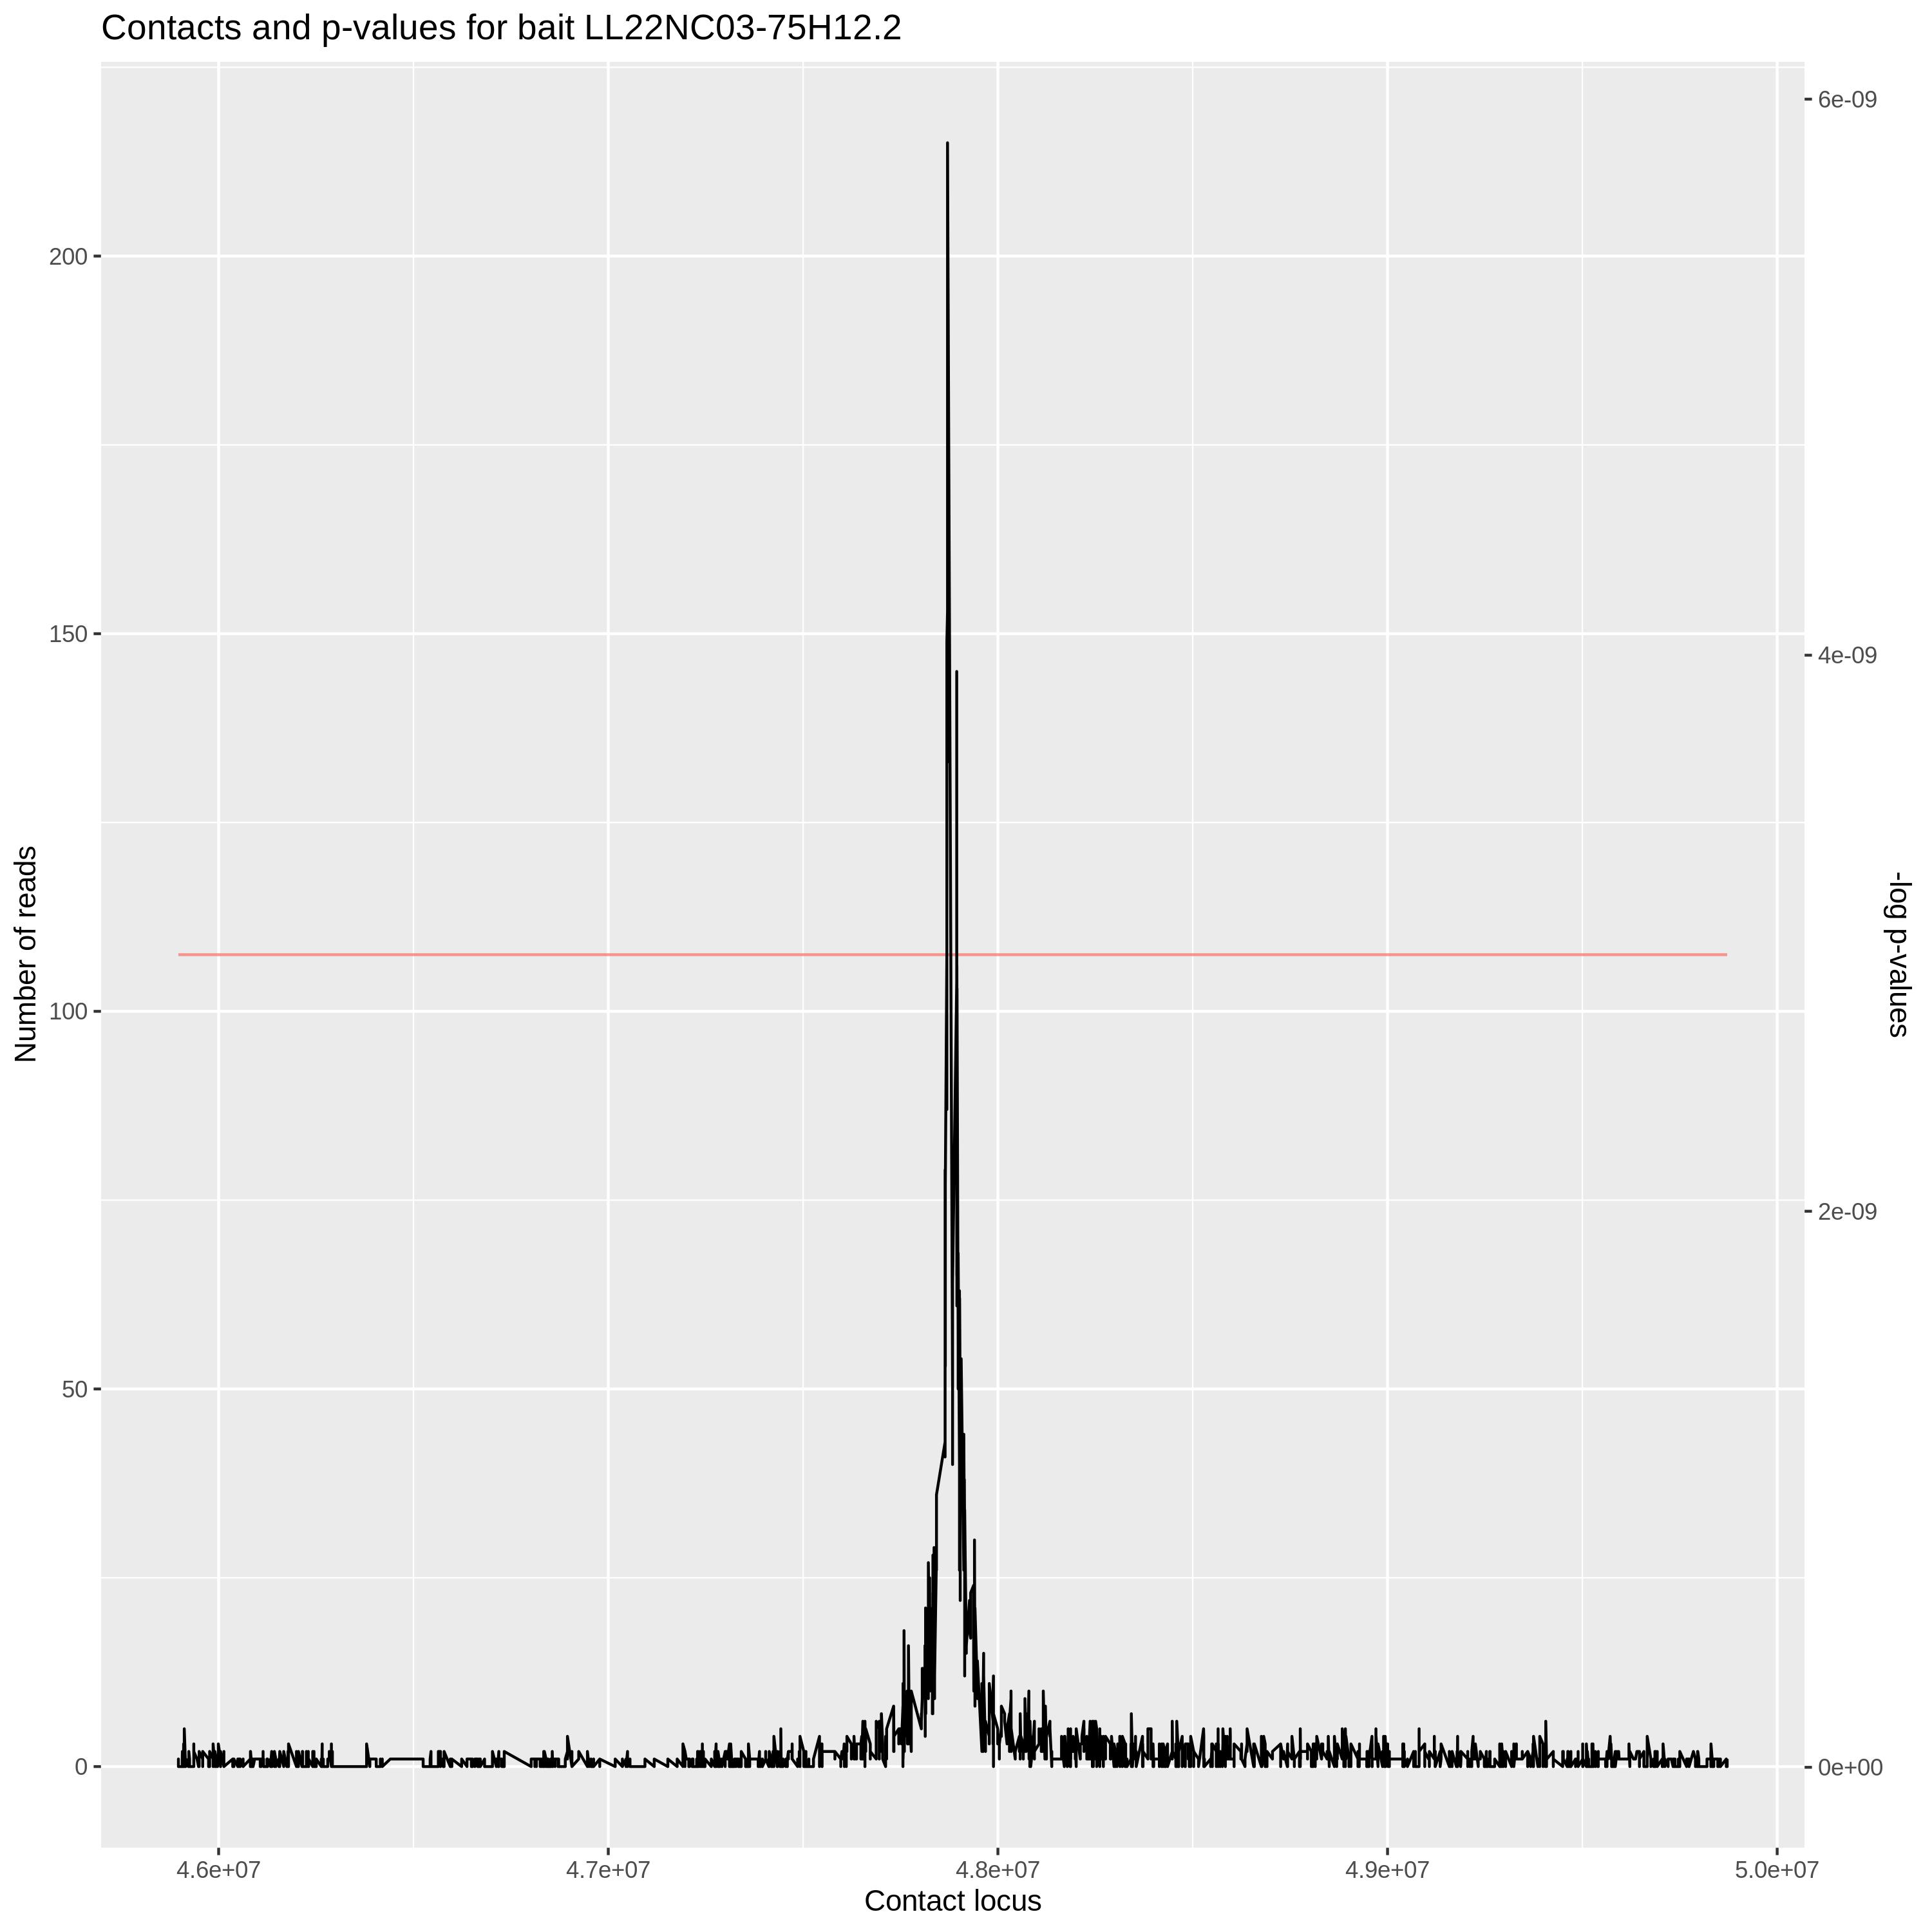 Contacts and p-values for bait LL22NC03-75H12.2
6e-09
200
150
4e-09
Number of reads
-log p-values
100
2e-09
50
0
0e+00
4.6e+07 4.7e+07 4.8e+07 4.9e+07 5.0e+07
Contact locus